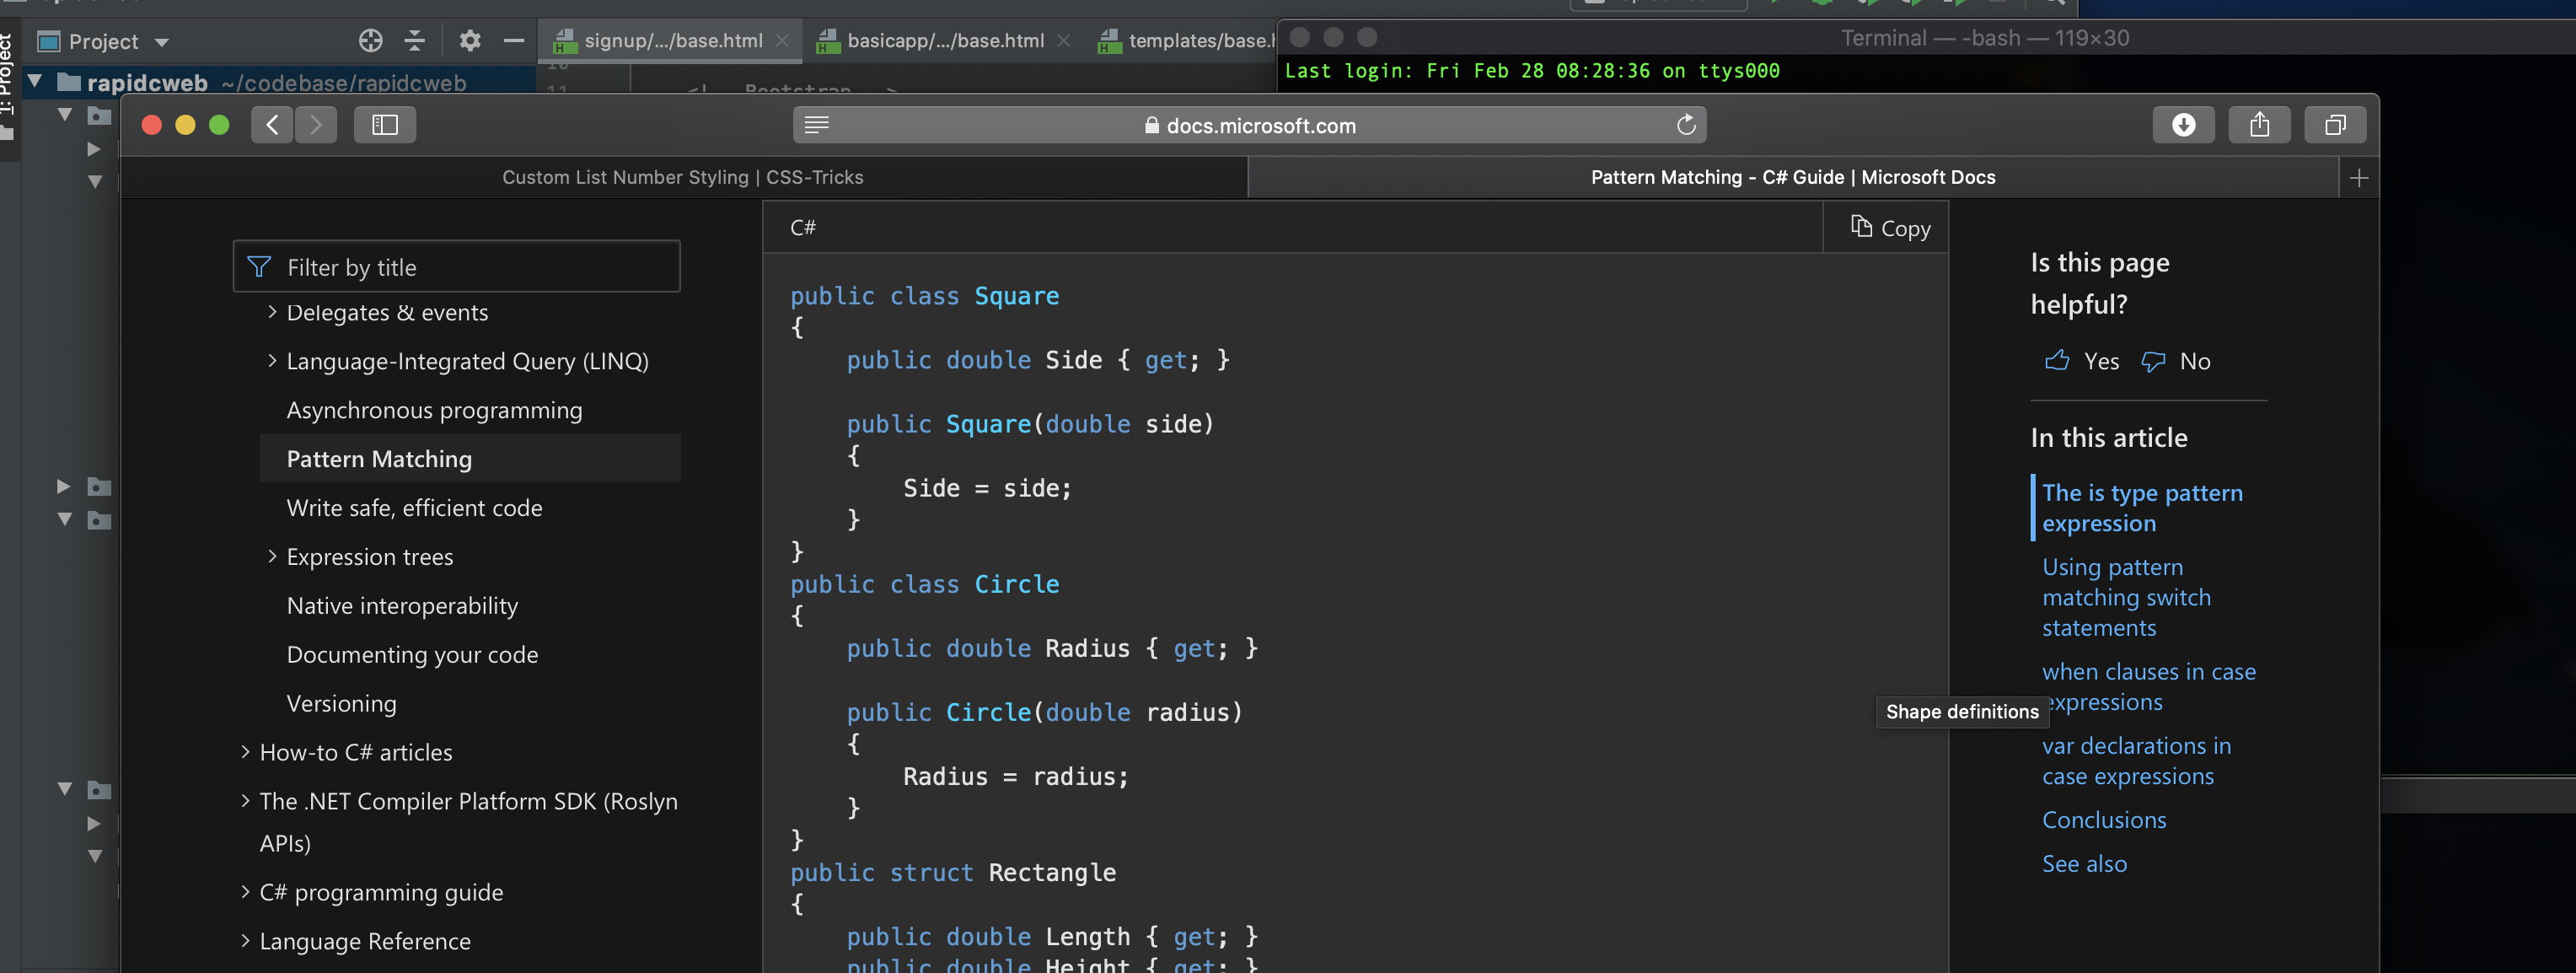 Project
signup/.../base.html
basicapp/.../base.html
templates/base.h
Terminal — -bash — 119×30
1: Project
rapidcweb ~/codebase/rapidcweb
10
11
<!-- Bootstrap -->
Last login: Fri Feb 28 08:28:36 on ttys000
docs.microsoft.com
Custom List Number Styling | CSS-Tricks
Pattern Matching - C# Guide | Microsoft Docs
Filter by title
Delegates & events
Language-Integrated Query (LINQ)
Asynchronous programming
Pattern Matching
Write safe, efficient code
Expression trees
Native interoperability
Documenting your code
Versioning
How-to C# articles
The .NET Compiler Platform SDK (Roslyn
APIs)
C# programming guide
Language Reference
C#
Copy
public class Square
{
    public double Side { get; }

    public Square(double side)
    {
        Side = side;
    }
}
public class Circle
{
    public double Radius { get; }

    public Circle(double radius)
    {
        Radius = radius;
    }
}
public struct Rectangle
{
    public double Length { get; }
    public double Height { get; }
Shape definitions
Is this page
helpful?
Yes
No
In this article
The is type pattern
expression
Using pattern
matching switch
statements
when clauses in case
expressions
var declarations in
case expressions
Conclusions
See also